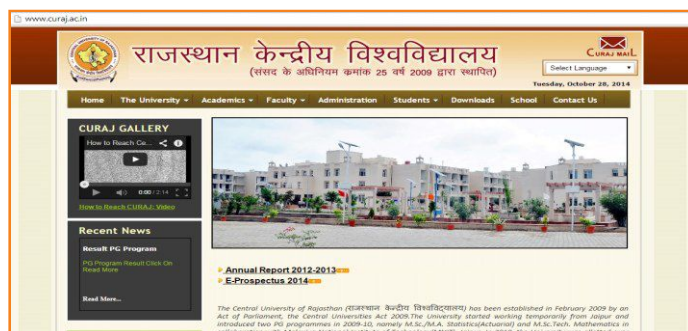 www.curaj.ac.in
राजस्थान केन्द्रीय विश्वविद्यालय
(संसद के अधिनियम क्रमांक 25 वर्ष 2009 द्वारा स्थापित)
CURAJ MAIL
Select Language
Tuesday, October 28, 2014
Home The University Academics Faculty Administration Students Downloads School Contact Us
CURAJ GALLERY
How to Reach Ce...
0:00 / 2:14
How to Reach CURAJ: Video
Recent News
Result PG Program
PG Program Result Click On
Read More
Read More...
Annual Report 2012-2013
E-Prospectus 2014
The Central University of Rajasthan (राजस्थान केन्द्रीय विश्वविद्यालय) has been established in February 2009 by an
Act of Parliament, the Central Universities Act 2009.The University started working temporarily from Jaipur and
introduced two PG programmes in 2009-10, namely M.Sc./M.A. Statistics(Actuarial) and M.Sc.Tech. Mathematics in